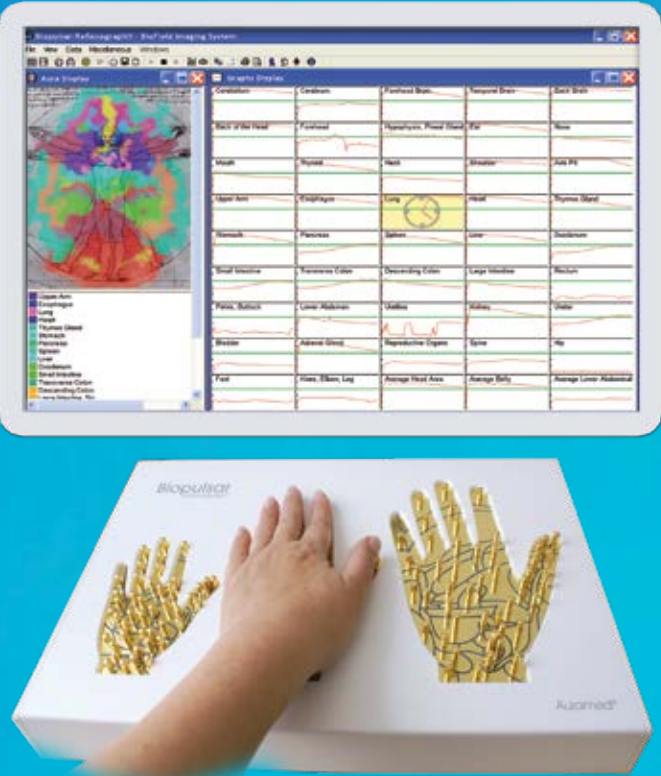 Biopulsar Reflexograph® - Biofield Imaging System
File View Data Miscellaneous Windows
Aura Display
Graphs Display
Cerebellum Cerebrum Forehead Brain Temporal Brain Back Brain
Back of the Head Forehead Hypophysis, Pineal Gland Ear Nose
Mouth Thyroid Neck Shoulder Arm Pit
Upper Arm Esophagus Lung Heart Thymus Gland
Stomach Pancreas Spleen Liver Duodenum
Small Intestine Transverse Colon Descending Colon Large Intestine Rectum
Pelvis, Buttock Lower Abdomen Kidney Ureter
Bladder Adrenal Gland Reproductive Organs Spine Hip
Foot Knee, Elbow, Leg Average Head Area Average Belly Average Lower Abdominal
Upper Arm
Esophagus
Lung
Heart
Thymus Gland
Stomach
Pancreas
Spleen
Liver
Duodenum
Small Intestine
Transverse Colon
Descending Colon
Biopulsar
Auramed®